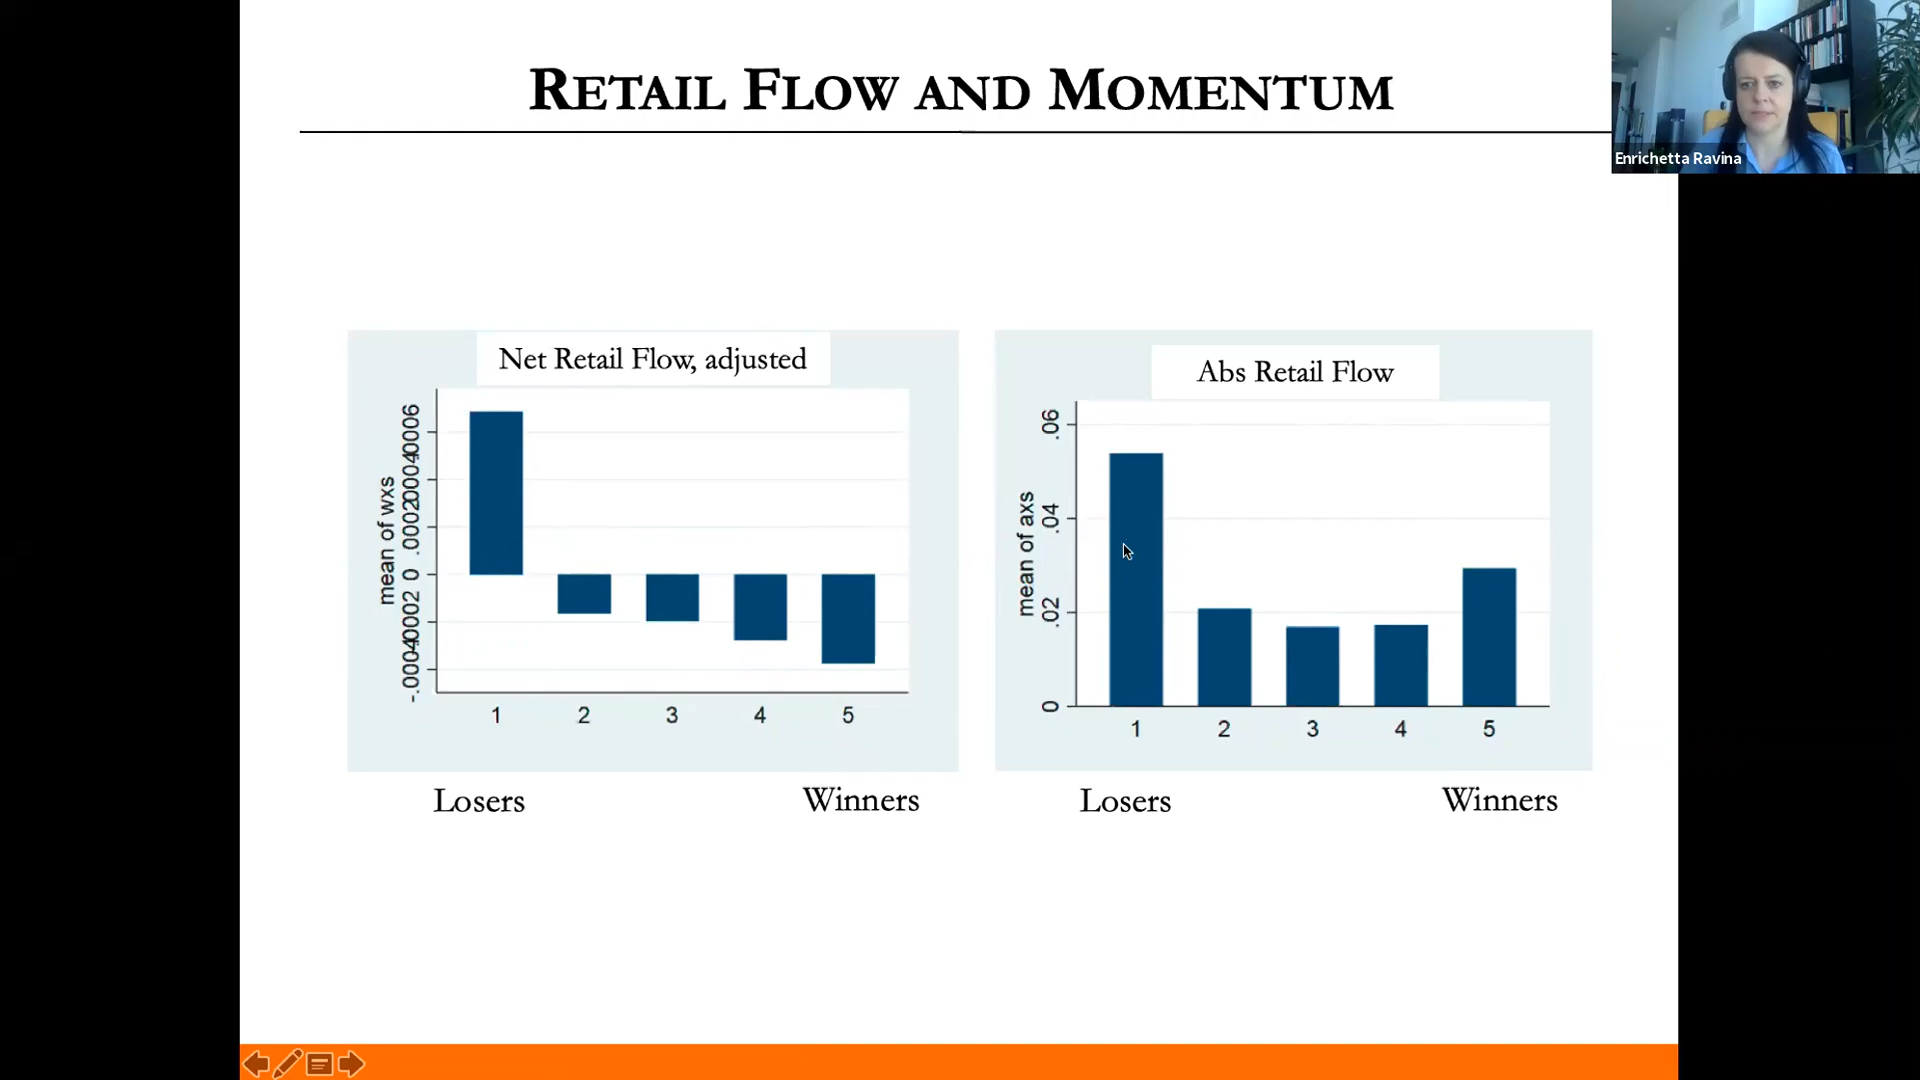 RETAIL FLOW AND MOMENTUM
Enrichetta Ravina
Net Retail Flow, adjusted
mean of wxs
-.0004
-.0002
0
.0002
.0004
.0006
1 2 3 4 5
Losers Winners
Abs Retail Flow
mean of axs
0
.02
.04
.06
1 2 3 4 5
Losers Winners